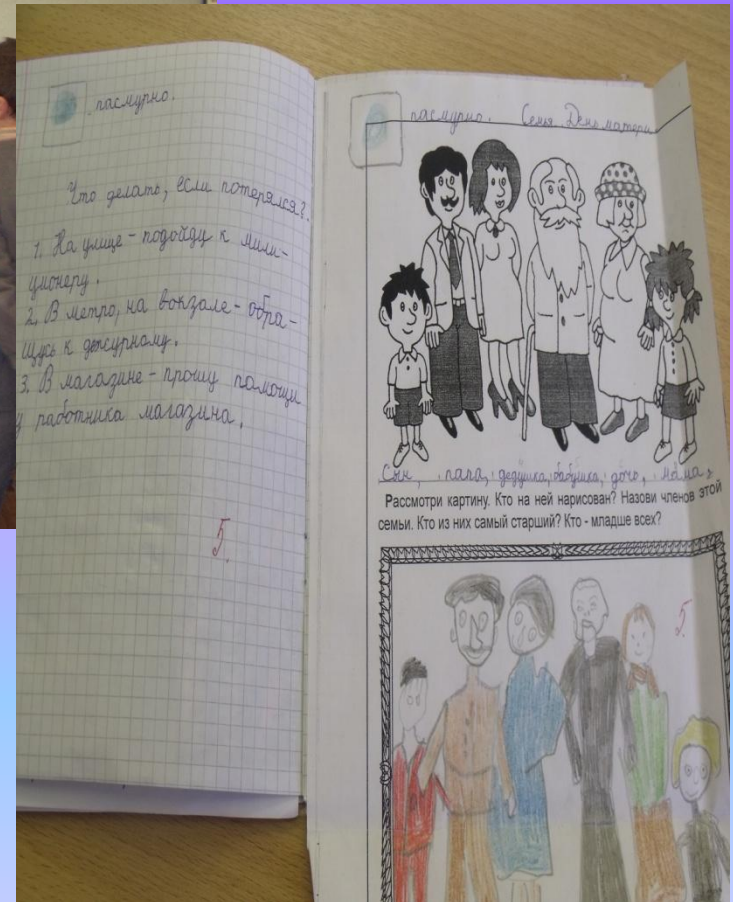 пасмурно.
Что делать, если потерялся?
1. На улице - подойду к мили-
ционеру.
2. В метро, на вокзале - обра-
щусь к дежурному.
3. В магазине - прошу помощи
у работника магазина.
5.
пасмурно. Семья. День матери
Сын, папа, дедушка, бабушка, дочь, мама,
Рассмотри картину. Кто на ней нарисован? Назови членов этой
семьи. Кто из них самый старший? Кто - младше всех?
5.